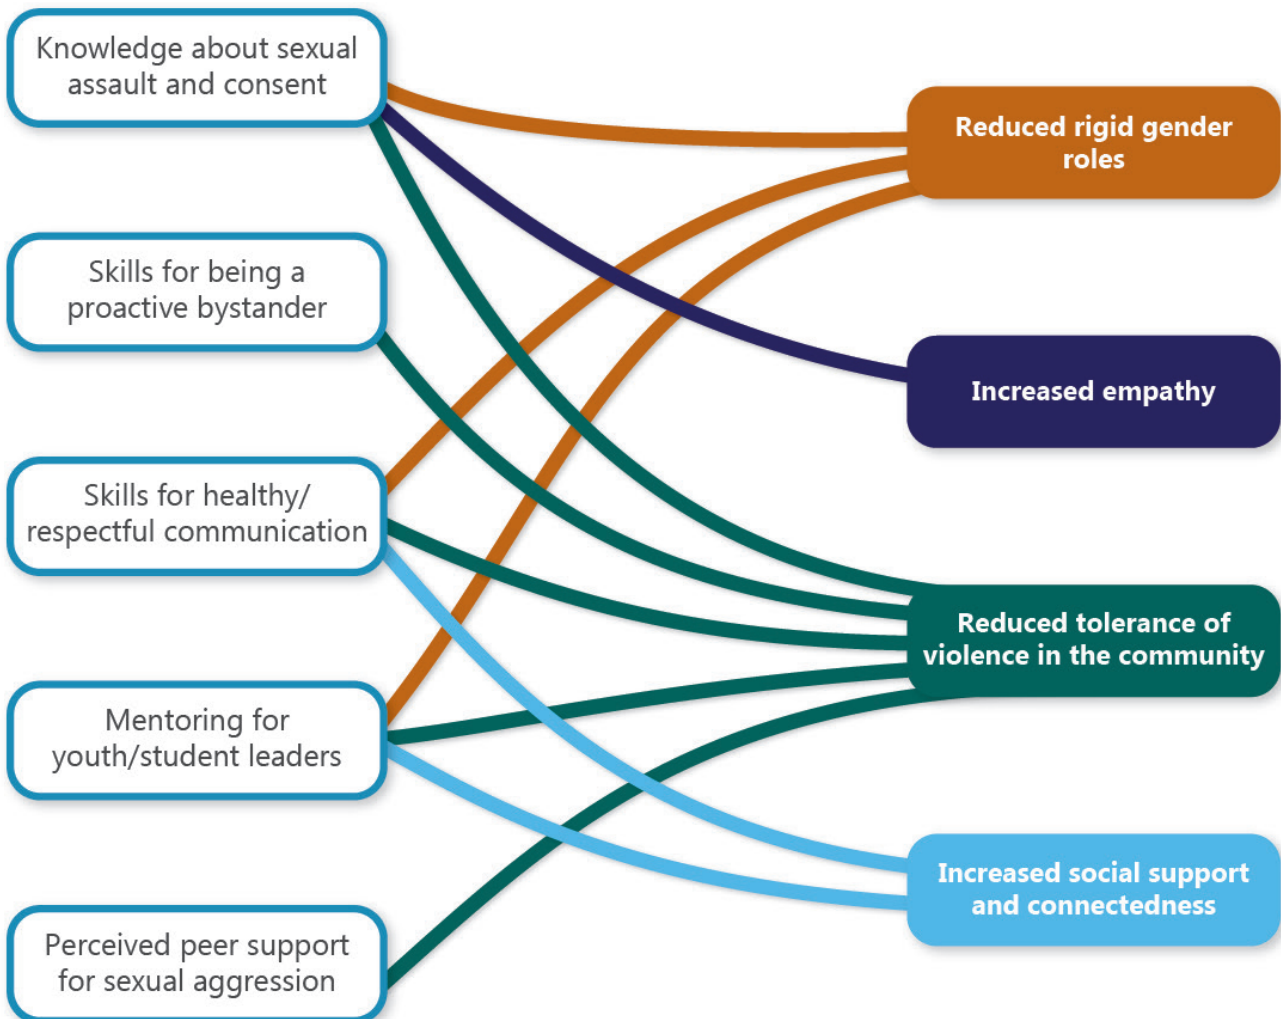 Knowledge about sexual
assault and consent
Skills for being a
proactive bystander
Skills for healthy/
respectful communication
Mentoring for
youth/student leaders
Perceived peer support
for sexual aggression
Reduced rigid gender
roles
Increased empathy
Reduced tolerance of
violence in the community
Increased social support
and connectedness